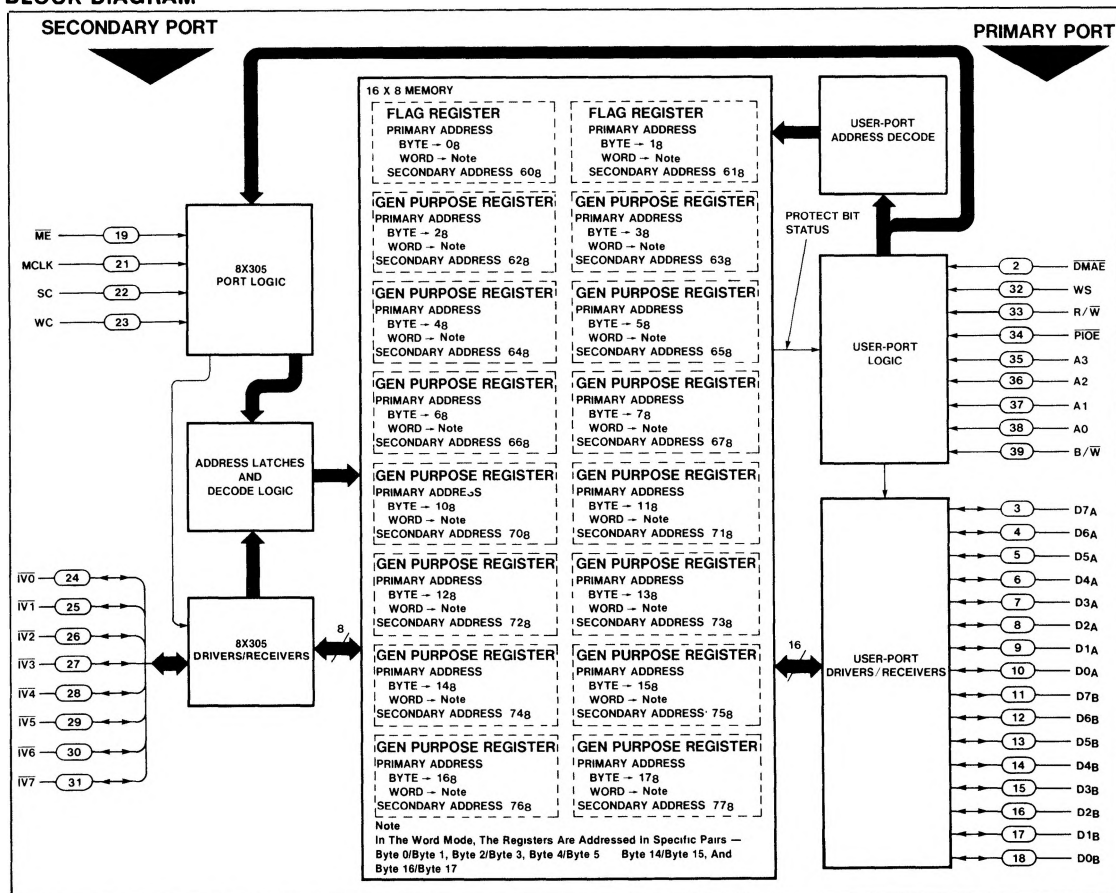 BLOCK DIAGRAM
SECONDARY PORT
PRIMARY PORT
16 X 8 MEMORY
FLAG REGISTER
PRIMARY ADDRESS
BYTE → 0₈
WORD → Note
SECONDARY ADDRESS 60₈
FLAG REGISTER
PRIMARY ADDRESS
BYTE → 1₈
WORD → Note
SECONDARY ADDRESS 61₈
GEN PURPOSE REGISTER
PRIMARY ADDRESS
BYTE → 2₈
WORD → Note
SECONDARY ADDRESS 62₈
GEN PURPOSE REGISTER
PRIMARY ADDRESS
BYTE → 3₈
WORD → Note
SECONDARY ADDRESS 63₈
GEN PURPOSE REGISTER
PRIMARY ADDRESS
BYTE → 4₈
WORD → Note
SECONDARY ADDRESS 64₈
GEN PURPOSE REGISTER
PRIMARY ADDRESS
BYTE → 5₈
WORD → Note
SECONDARY ADDRESS 65₈
GEN PURPOSE REGISTER
PRIMARY ADDRESS
BYTE → 6₈
WORD → Note
SECONDARY ADDRESS 66₈
GEN PURPOSE REGISTER
PRIMARY ADDRESS
BYTE → 7₈
WORD → Note
SECONDARY ADDRESS 67₈
GEN PURPOSE REGISTER
PRIMARY ADDRESS
BYTE → 10₈
WORD → Note
SECONDARY ADDRESS 70₈
GEN PURPOSE REGISTER
PRIMARY ADDRESS
BYTE → 11₈
WORD → Note
SECONDARY ADDRESS 71₈
GEN PURPOSE REGISTER
PRIMARY ADDRESS
BYTE → 12₈
WORD → Note
SECONDARY ADDRESS 72₈
GEN PURPOSE REGISTER
PRIMARY ADDRESS
BYTE → 13₈
WORD → Note
SECONDARY ADDRESS 73₈
GEN PURPOSE REGISTER
PRIMARY ADDRESS
BYTE → 14₈
WORD → Note
SECONDARY ADDRESS 74₈
GEN PURPOSE REGISTER
PRIMARY ADDRESS
BYTE → 15₈
WORD → Note
SECONDARY ADDRESS 75₈
GEN PURPOSE REGISTER
PRIMARY ADDRESS
BYTE → 16₈
WORD → Note
SECONDARY ADDRESS 76₈
GEN PURPOSE REGISTER
PRIMARY ADDRESS
BYTE → 17₈
WORD → Note
SECONDARY ADDRESS 77₈
Note
In The Word Mode, The Registers Are Addressed In Specific Pairs —
Byte 0/Byte 1, Byte 2/Byte 3, Byte 4/Byte 5 Byte 14/Byte 15, And
Byte 16/Byte 17
M̅E̅ 19
MCLK 21
SC 22
WC 23
8X305
PORT LOGIC
ADDRESS LATCHES
AND
DECODE LOGIC
8X305
DRIVERS/RECEIVERS
8
I̅V̅0̅ 24
I̅V̅1̅ 25
I̅V̅2̅ 26
I̅V̅3̅ 27
I̅V̅4̅ 28
I̅V̅5̅ 29
I̅V̅6̅ 30
I̅V̅7̅ 31
USER-PORT
ADDRESS DECODE
PROTECT BIT
STATUS
USER-PORT
LOGIC
2 D̅M̅A̅E̅
32 WS
33 R/W̅
34 P̅I̅O̅E̅
35 A3
36 A2
37 A1
38 A0
39 B/W̅
16
USER-PORT
DRIVERS/RECEIVERS
3 D7A
4 D6A
5 D5A
6 D4A
7 D3A
8 D2A
9 D1A
10 D0A
11 D7B
12 D6B
13 D5B
14 D4B
15 D3B
16 D2B
17 D1B
18 D0B